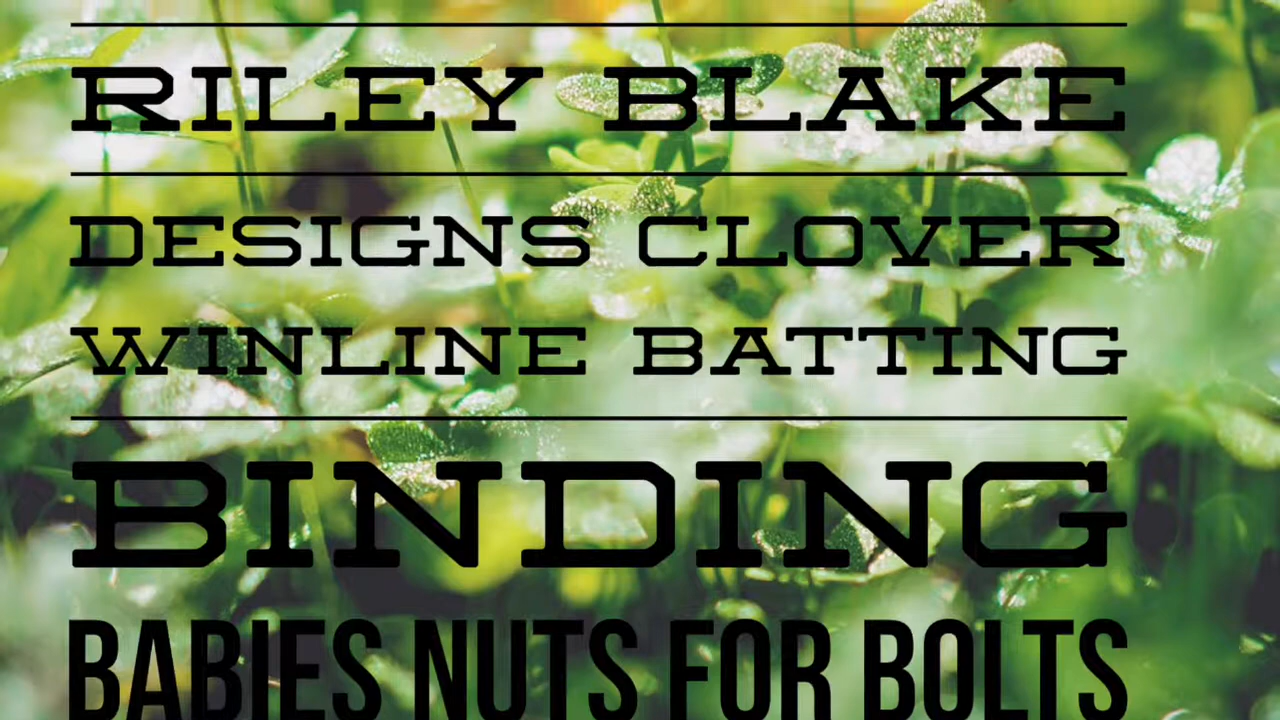 RILEY BLAKE
DESIGNS CLOVER
WINLINE BATTING
BINDING
BABIES NUTS FOR BOLTS